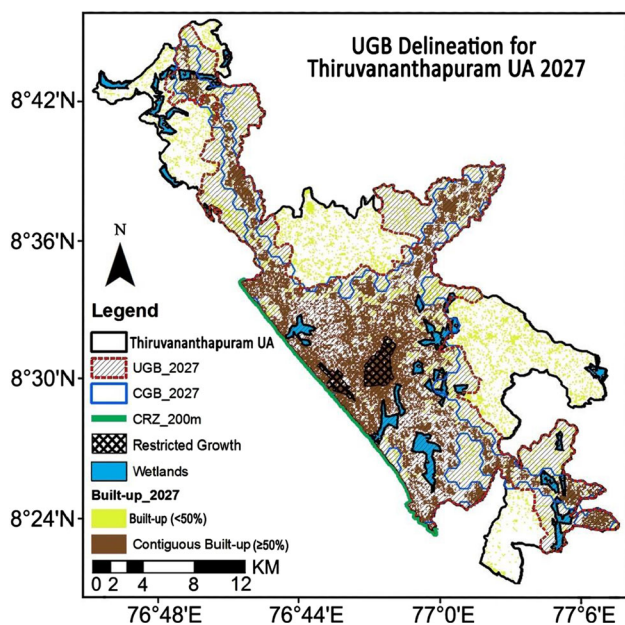 UGB Delineation for
Thiruvananthapuram UA 2027
8°42'N
8°36'N
8°30'N
8°24'N
N
Legend
Thiruvananthapuram UA
UGB_2027
CGB_2027
CRZ_200m
Restricted Growth
Wetlands
Built-up_2027
Built-up (<50%)
Contiguous Built-up (≥50%)
KM
0 2 4 8 12
76°48'E 76°44'E 77°0'E 77°6'E